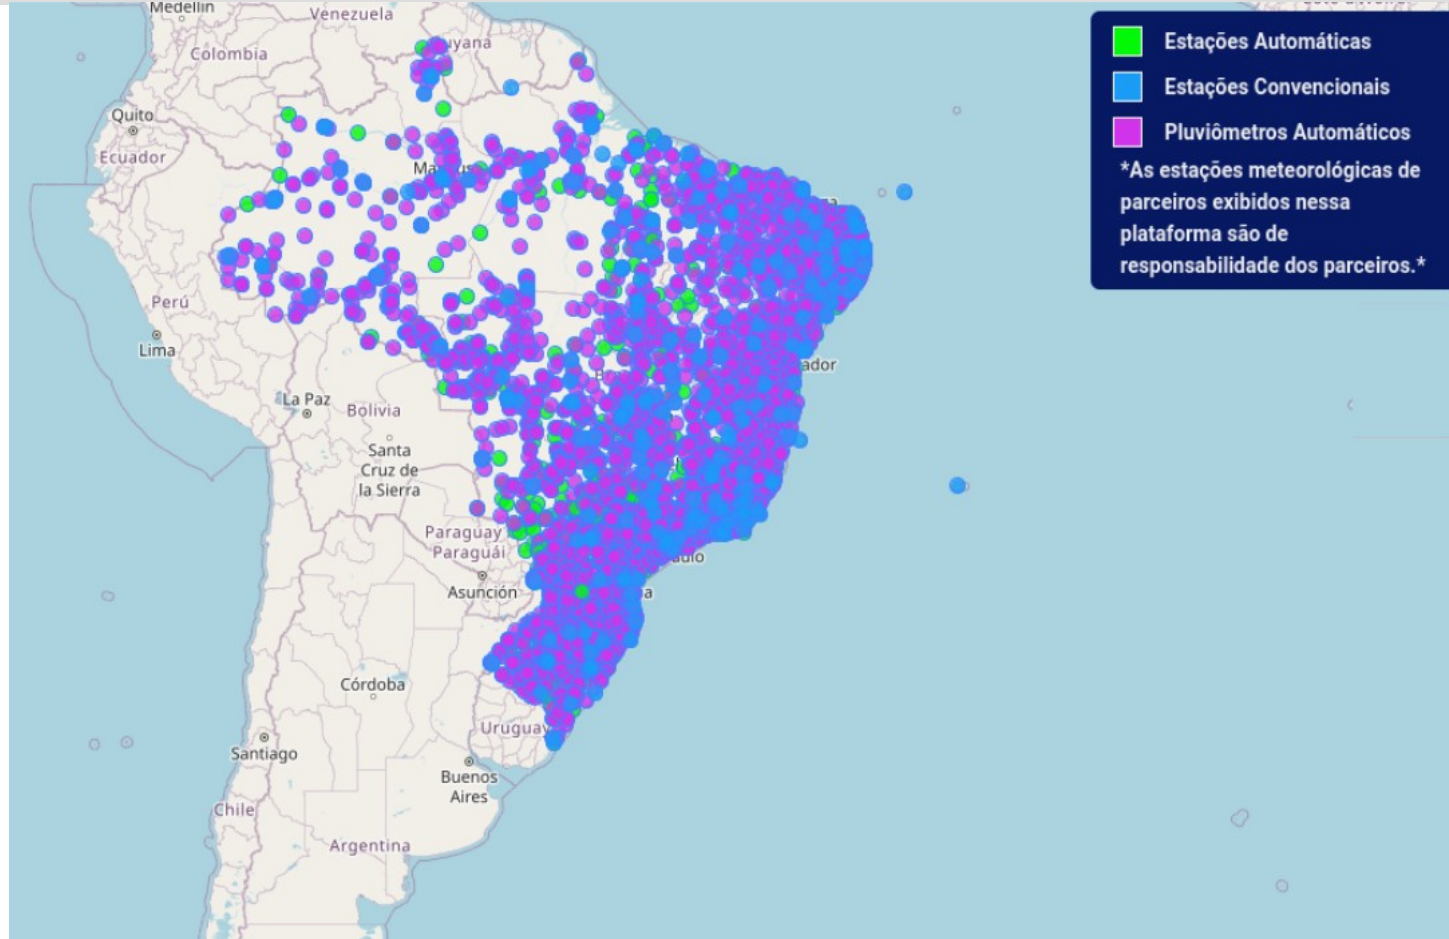 Medellín
Venezuela
Colombia
Quito
Ecuador
Perú
Lima
La Paz
Bolivia
Santa
Cruz de
la Sierra
Paraguay
Paraguái
Asunción
Córdoba
Uruguay
Santiago
Buenos
Aires
Chile
Argentina
Estações Automáticas
Estações Convencionais
Pluviômetros Automáticos
*As estações meteorológicas de
parceiros exibidos nessa
plataforma são de
responsabilidade dos parceiros.*